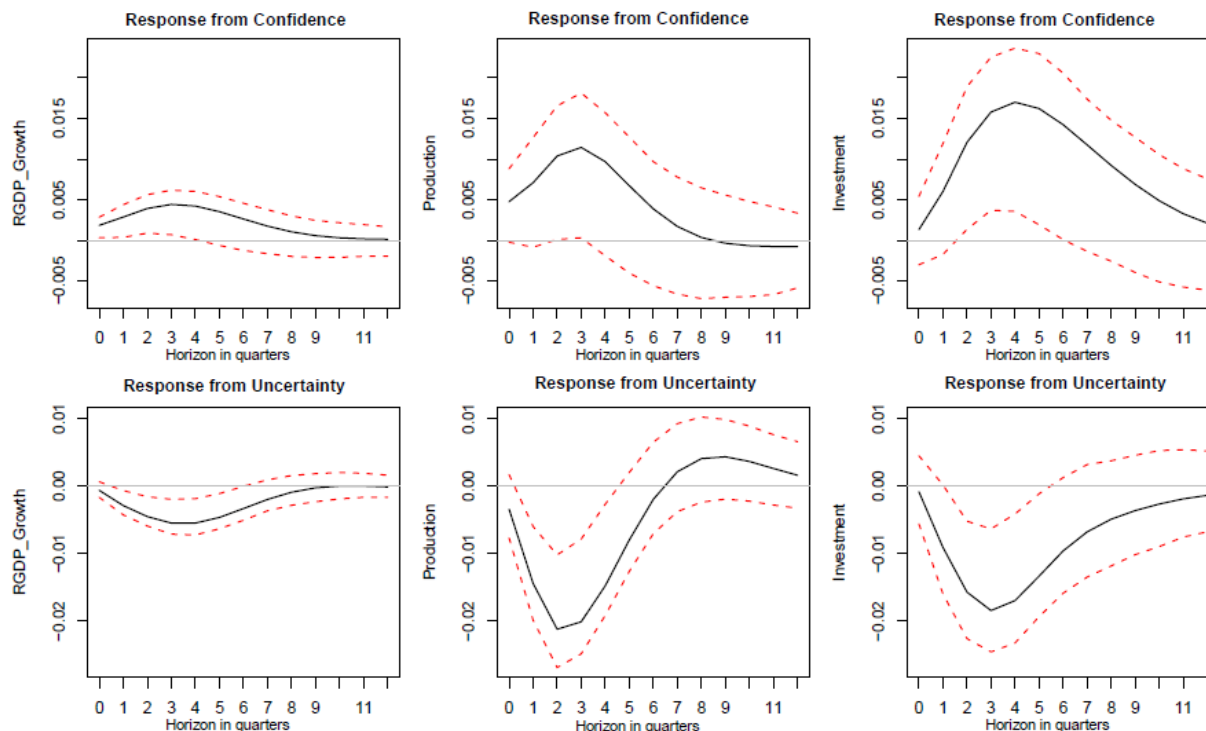 Response from Confidence
RGDP_Growth
0.015
0.005
−0.005
0 1 2 3 4 5 6 7 8 9 11
Horizon in quarters
Response from Confidence
Production
0.015
0.005
−0.005
0 1 2 3 4 5 6 7 8 9 11
Horizon in quarters
Response from Confidence
Investment
0.015
0.005
−0.005
0 1 2 3 4 5 6 7 8 9 11
Horizon in quarters
Response from Uncertainty
RGDP_Growth
0.01
0.00
−0.01
−0.02
0 1 2 3 4 5 6 7 8 9 11
Horizon in quarters
Response from Uncertainty
Production
0.01
0.00
−0.01
−0.02
0 1 2 3 4 5 6 7 8 9 11
Horizon in quarters
Response from Uncertainty
Investment
0.01
0.00
−0.01
−0.02
0 1 2 3 4 5 6 7 8 9 11
Horizon in quarters